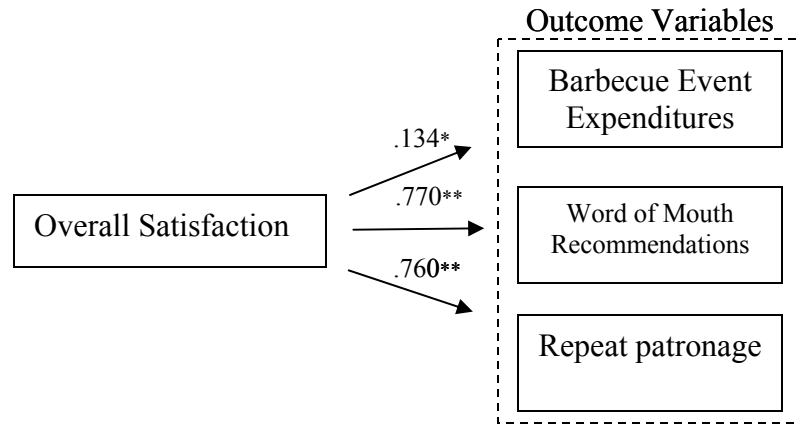 Outcome Variables
Barbecue Event
Expenditures
.134*
.770**
Overall Satisfaction
Word of Mouth
Recommendations
.760**
Repeat patronage